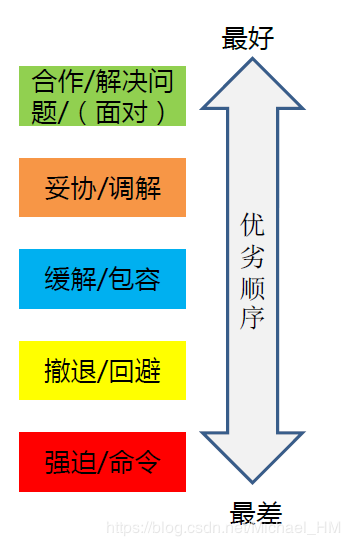 最好
合作/解决问
题/（面对）
妥协/调解
缓解/包容
撤退/回避
强迫/命令
优
劣
顺
序
最差
https://blog.csdn.net/Michael_HM